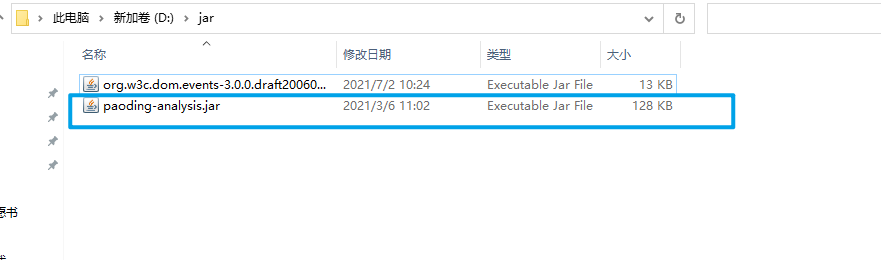 此电脑 > 新加卷 (D:) > jar
名称 修改日期 类型 大小
org.w3c.dom.events-3.0.0.draft20060... 2021/7/2 10:24 Executable Jar File 13 KB
paoding-analysis.jar 2021/3/6 11:02 Executable Jar File 128 KB
愿书